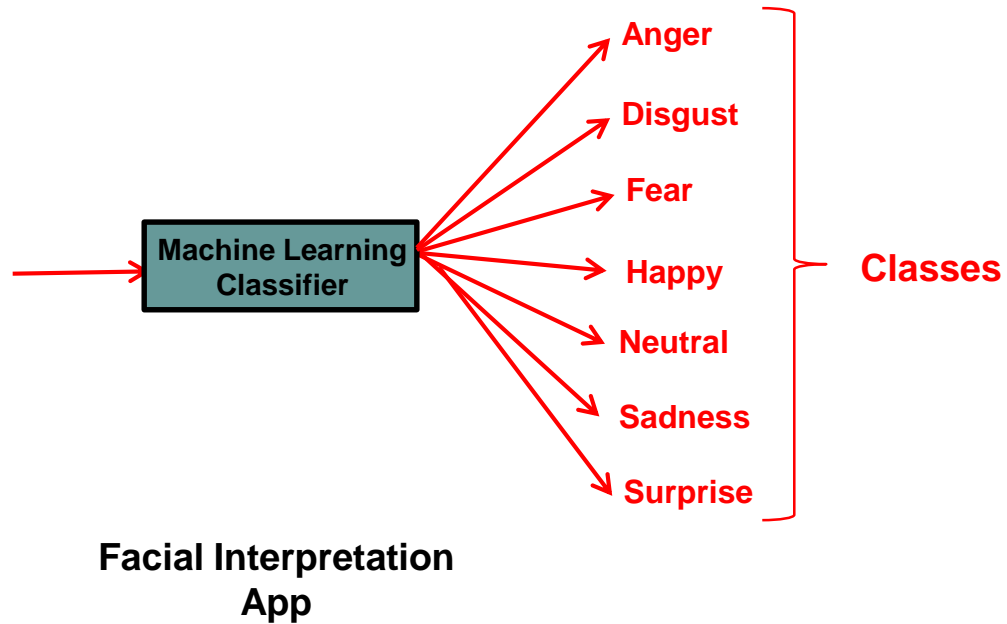 Anger
Disgust
Fear
Machine Learning
Classifier
Happy
Classes
Neutral
Sadness
Surprise
Facial Interpretation
App